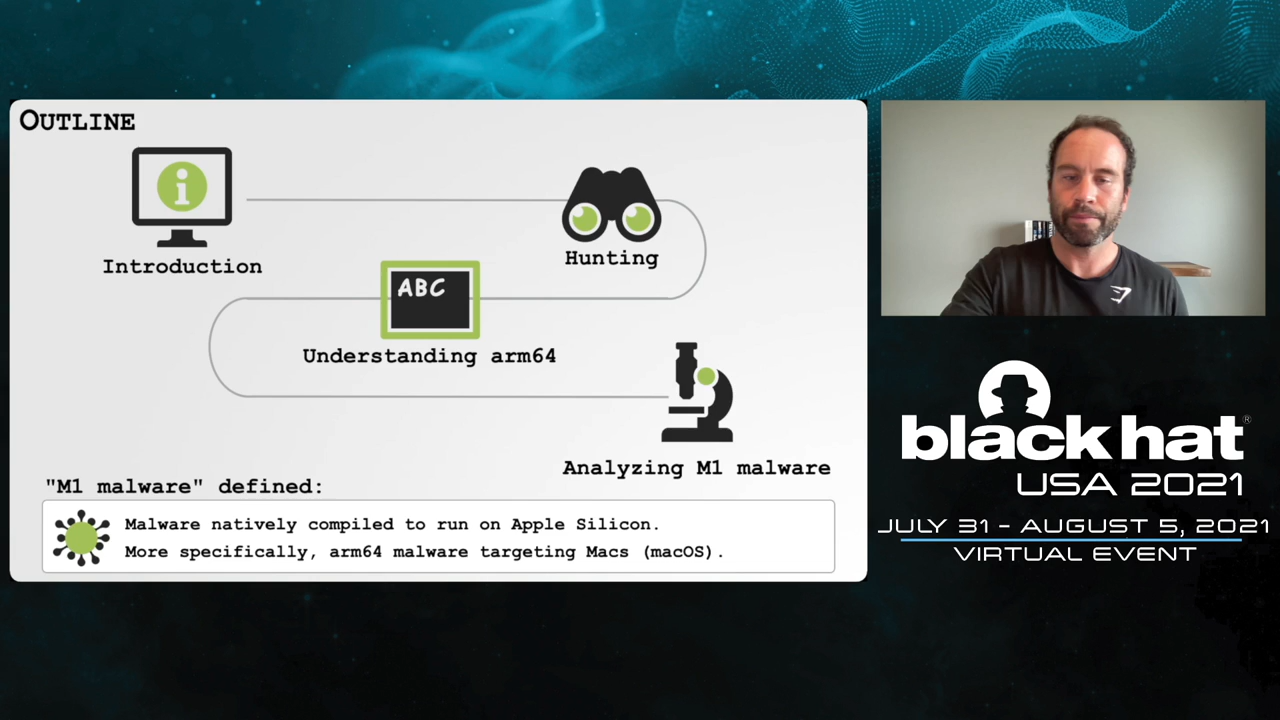 OUTLINE
i
Introduction
Hunting
ABC
Understanding arm64
Analyzing M1 malware
"M1 malware" defined:
Malware natively compiled to run on Apple Silicon.
More specifically, arm64 malware targeting Macs (macOS).
black hat®
USA 2021
JULY 31 - AUGUST 5, 2021
VIRTUAL EVENT